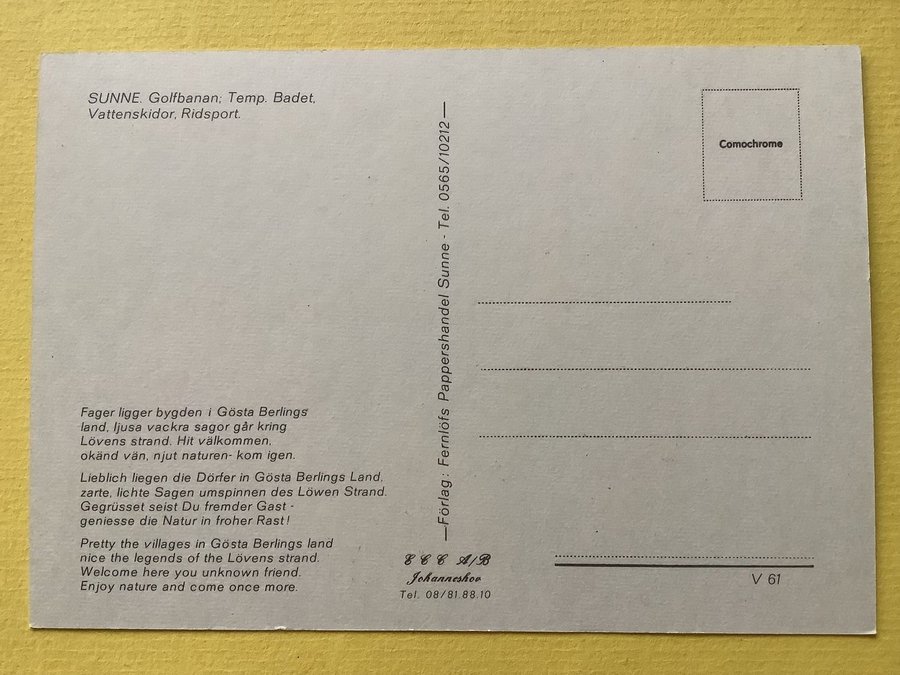 SUNNE. Golfbanan; Temp. Badet,
Vattenskidor, Ridsport.
Fager ligger bygden i Gösta Berlings
land, ljusa vackra sagor går kring
Lövens strand. Hit välkommen,
okänd vän, njut naturen- kom igen.
Lieblich liegen die Dörfer in Gösta Berlings Land,
zarte, lichte Sagen umspinnen des Löwen Strand.
Gegrüsset seist Du fremder Gast -
geniesse die Natur in froher Rast!
Pretty the villages in Gösta Berlings land
nice the legends of the Lövens strand.
Welcome here you unknown friend.
Enjoy nature and come once more.
—Förlag: Fernlöfs Pappershandel Sunne - Tel. 0565/10212—
ECC A/B
Johanneshov
Tel. 08/81.88.10
Comochrome
V 61